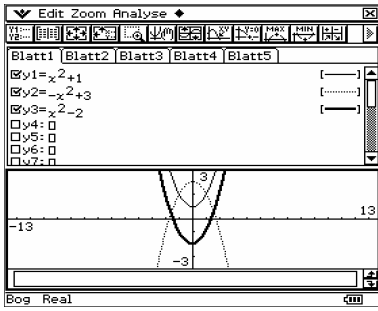 Edit Zoom Analyse
Blatt1 Blatt2 Blatt3 Blatt4 Blatt5
y1=x²+1
y2=-x²+3
y3=x²-2
y4:
y5:
y6:
y7:
3
13
-13
-3
Bog Real